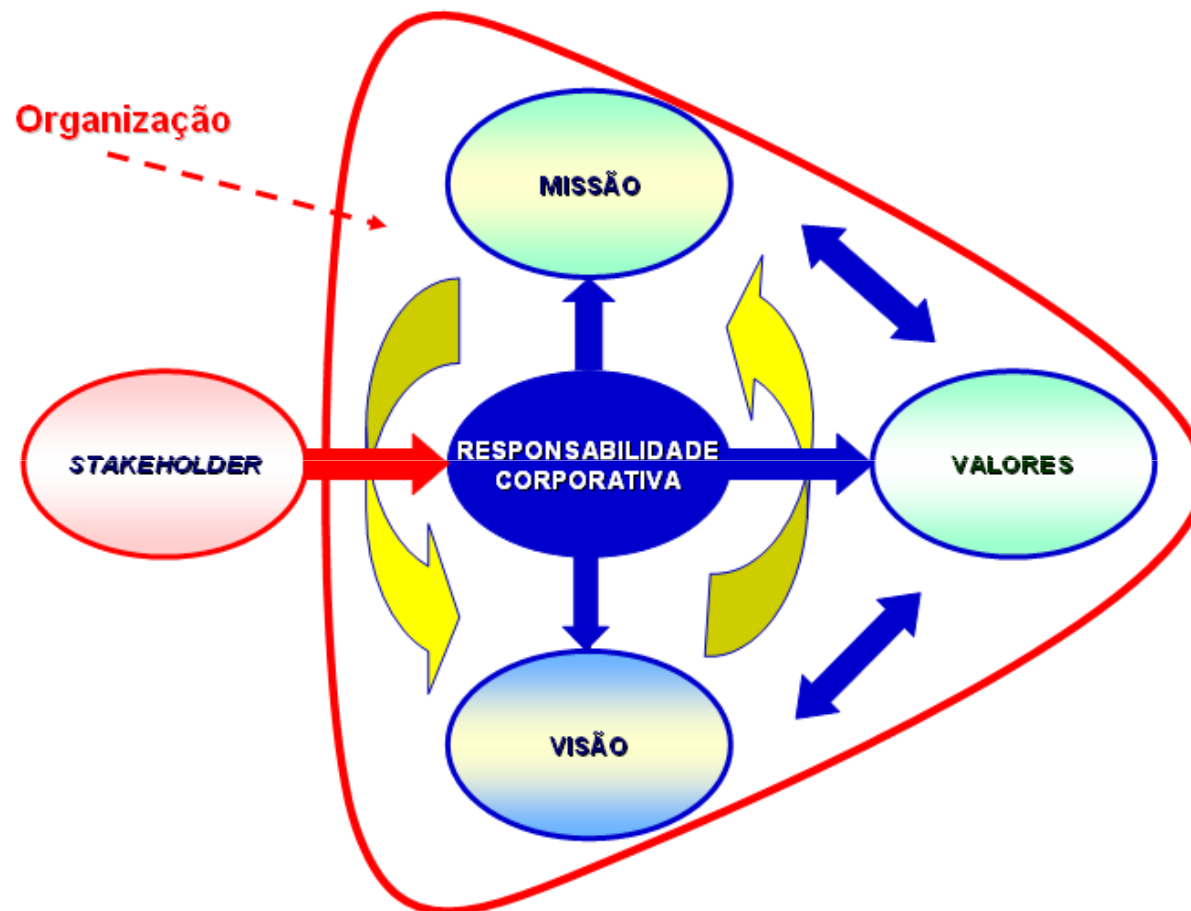 Organização
MISSÃO
STAKEHOLDER
RESPONSABILIDADE
CORPORATIVA
VALORES
VISÃO